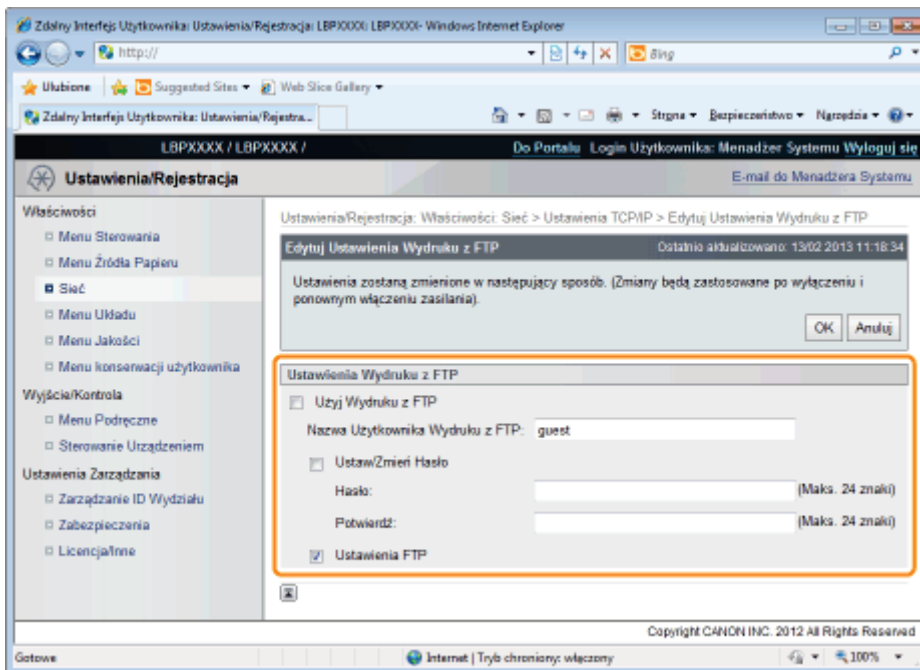 Zdalny Interfejs Użytkownika: Ustawienia/Rejestracja: LBPXXXX: LBPXXXX- Windows Internet Explorer
http://
Bing
Ulubione Suggested Sites Web Slice Gallery
Zdalny Interfejs Użytkownika: Ustawienia/Rejestra... Strona Bezpieczeństwo Narzędzia
LBPXXXX / LBPXXXX / Do Portalu Login Użytkownika: Menadżer Systemu Wyloguj się
Ustawienia/Rejestracja E-mail do Menadżera Systemu
Właściwości
Menu Sterowania
Menu Źródła Papieru
Sieć
Menu Układu
Menu Jakości
Menu konserwacji użytkownika
Wyjście/Kontrola
Menu Podręczne
Sterowanie Urządzeniem
Ustawienia Zarządzania
Zarządzanie ID Wydziału
Zabezpieczenia
Licencja/Inne
Ustawienia/Rejestracja: Właściwości: Sieć > Ustawienia TCP/IP > Edytuj Ustawienia Wydruku z FTP
Edytuj Ustawienia Wydruku z FTP Ostatnio aktualizowano: 13/02 2013 11:18:34
Ustawienia zostaną zmienione w następujący sposób. (Zmiany będą zastosowane po wyłączeniu i
ponownym włączeniu zasilania).
OK Anuluj
Ustawienia Wydruku z FTP
Użyj Wydruku z FTP
Nazwa Użytkownika Wydruku z FTP: guest
Ustaw/Zmień Hasło
Hasło: (Maks. 24 znaki)
Potwierdź: (Maks. 24 znaki)
Ustawienia FTP
Copyright CANON INC. 2012 All Rights Reserved
Gotowe Internet | Tryb chroniony: włączony 100%